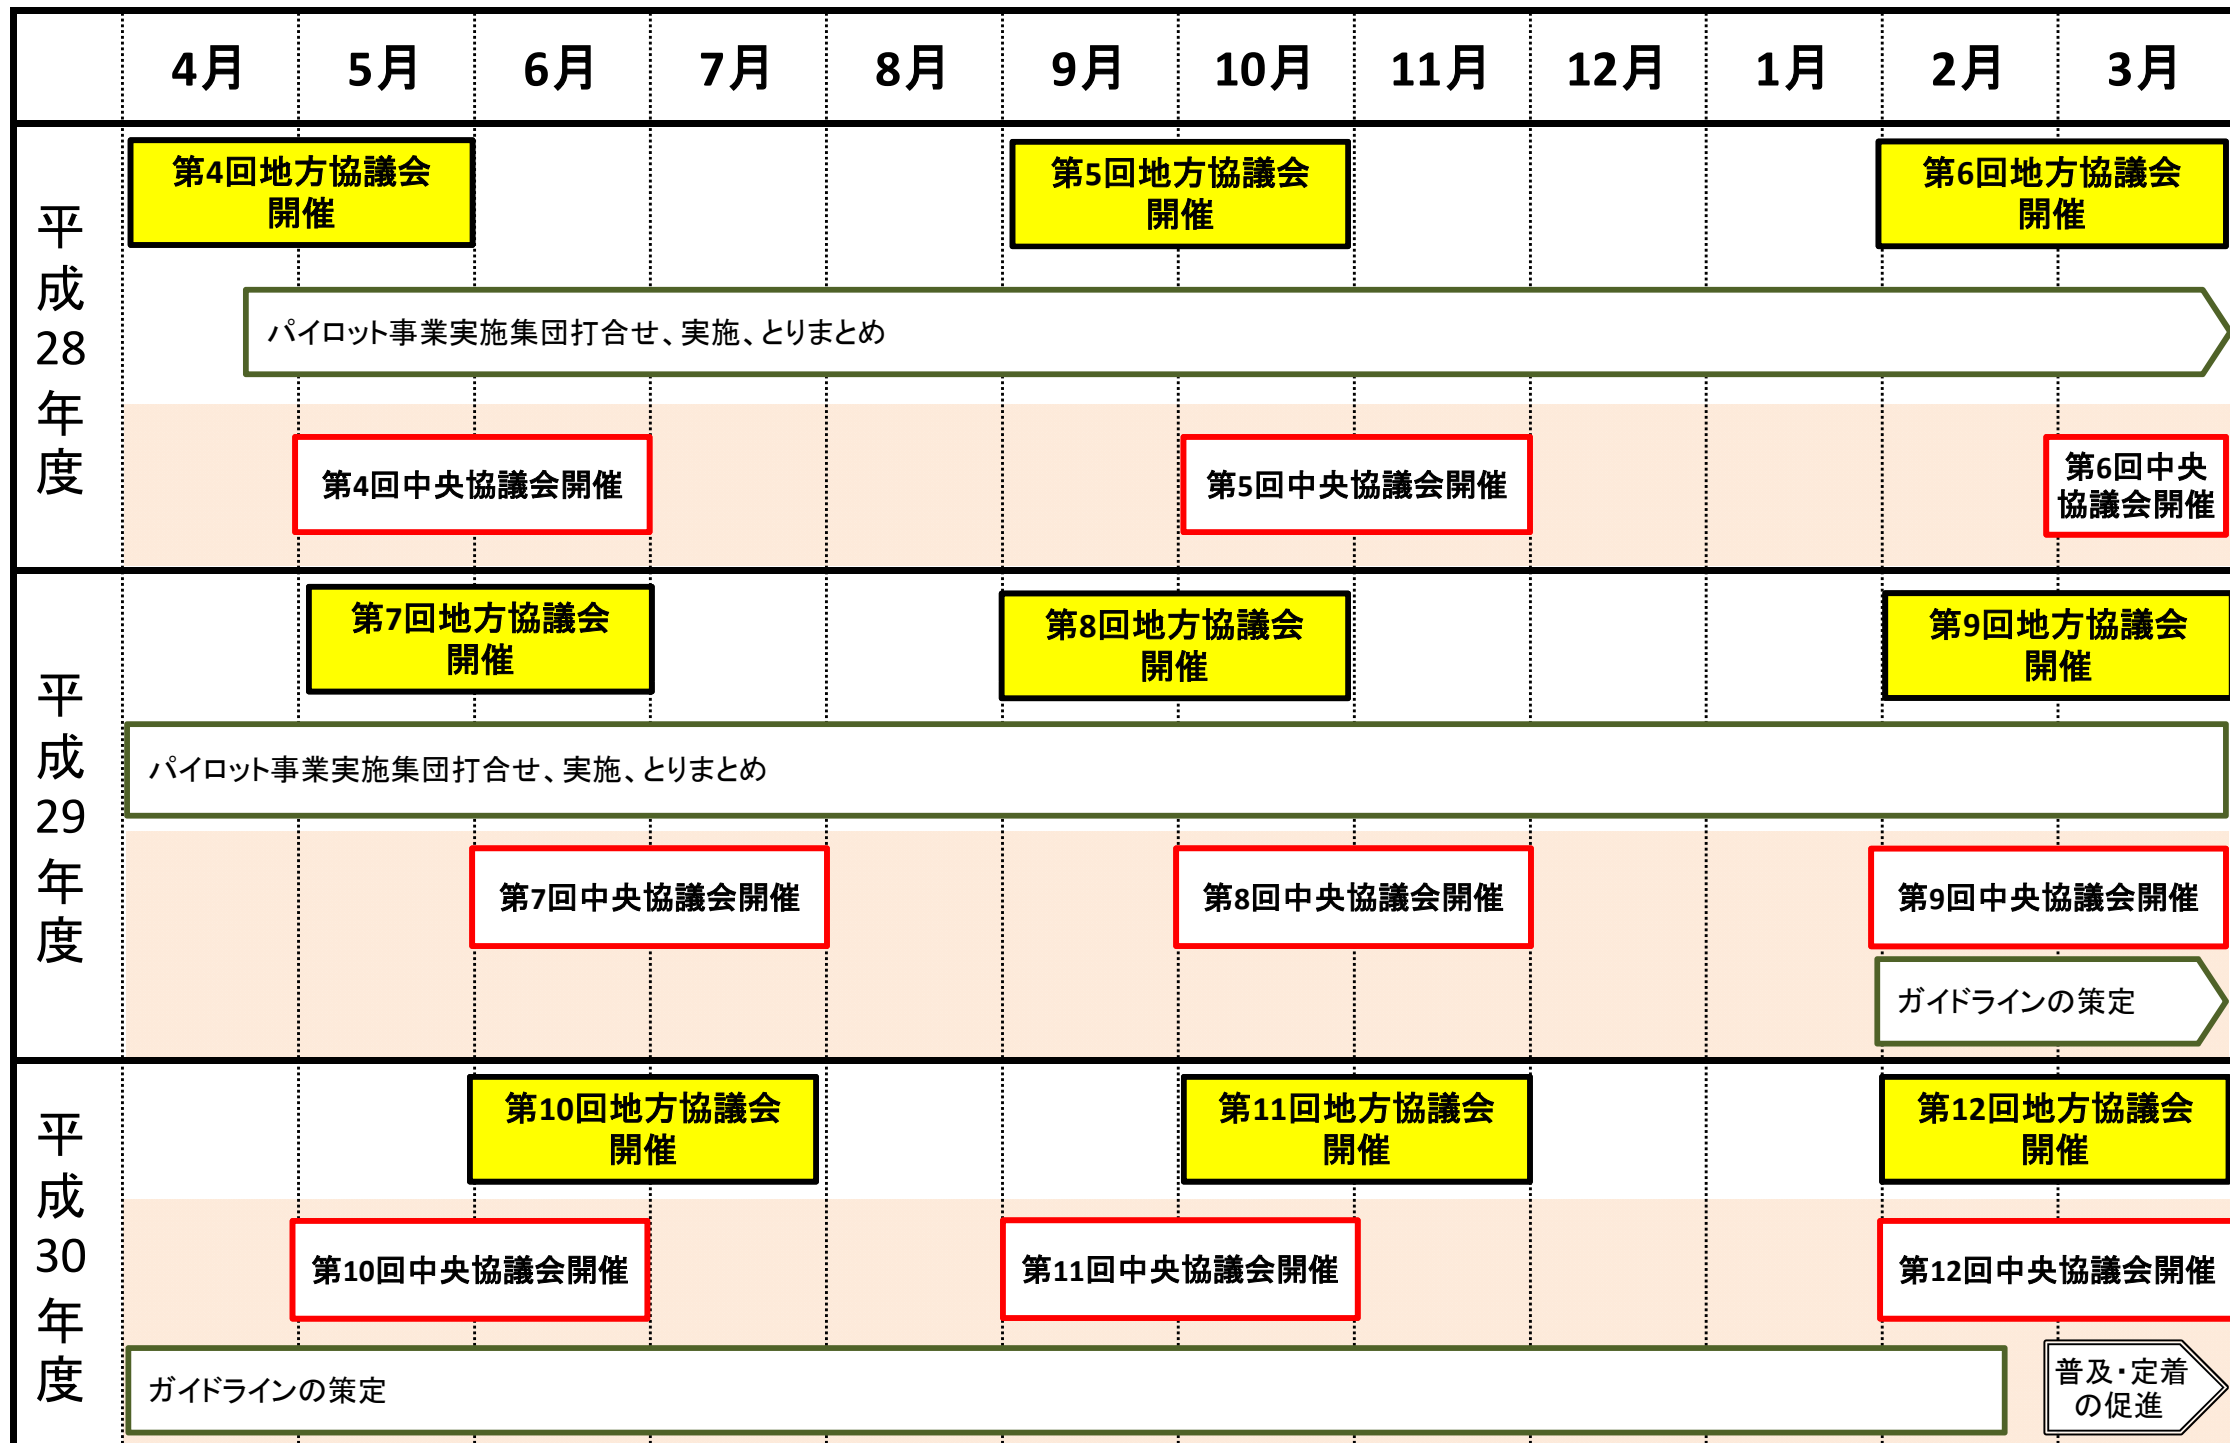 4月 5月 6月 7月 8月 9月 10月 11月 12月 1月 2月 3月
平成28年度
第4回地方協議会
開催
第5回地方協議会
開催
第6回地方協議会
開催
パイロット事業実施集団打合せ、実施、とりまとめ
第4回中央協議会開催
第5回中央協議会開催
第6回中央
協議会開催
平成29年度
第7回地方協議会
開催
第8回地方協議会
開催
第9回地方協議会
開催
パイロット事業実施集団打合せ、実施、とりまとめ
第7回中央協議会開催
第8回中央協議会開催
第9回中央協議会開催
ガイドラインの策定
平成30年度
第10回地方協議会
開催
第11回地方協議会
開催
第12回地方協議会
開催
第10回中央協議会開催
第11回中央協議会開催
第12回中央協議会開催
ガイドラインの策定
普及・定着
の促進